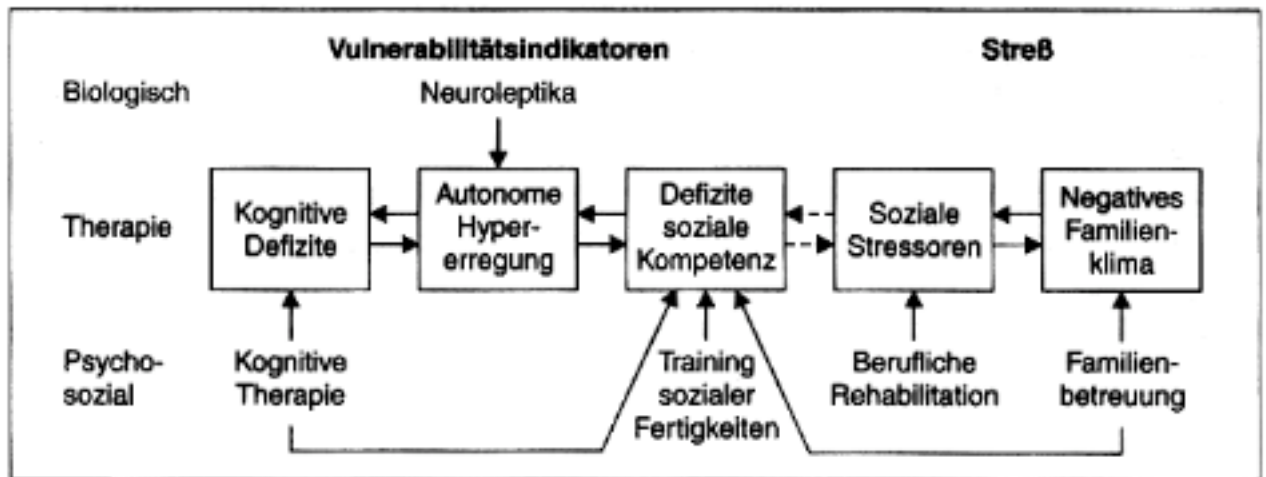 Vulnerabilitätsindikatoren Streß
Biologisch Neuroleptika
Therapie
Kognitive
Defizite
Autonome
Hyper-
erregung
Defizite
soziale
Kompetenz
Soziale
Stressoren
Negatives
Familien-
klima
Psycho-
sozial
Kognitive
Therapie
Training
sozialer
Fertigkeiten
Berufliche
Rehabilitation
Familien-
betreuung